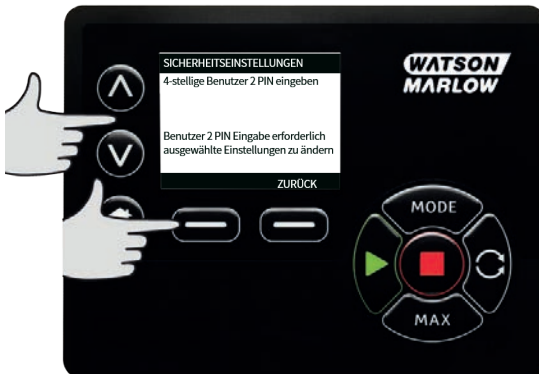 SICHERHEITSEINSTELLUNGEN
4-stellige Benutzer 2 PIN eingeben
Benutzer 2 PIN Eingabe erforderlich
ausgewählte Einstellungen zu ändern
ZURÜCK
WATSON
MARLOW
MODE
MAX